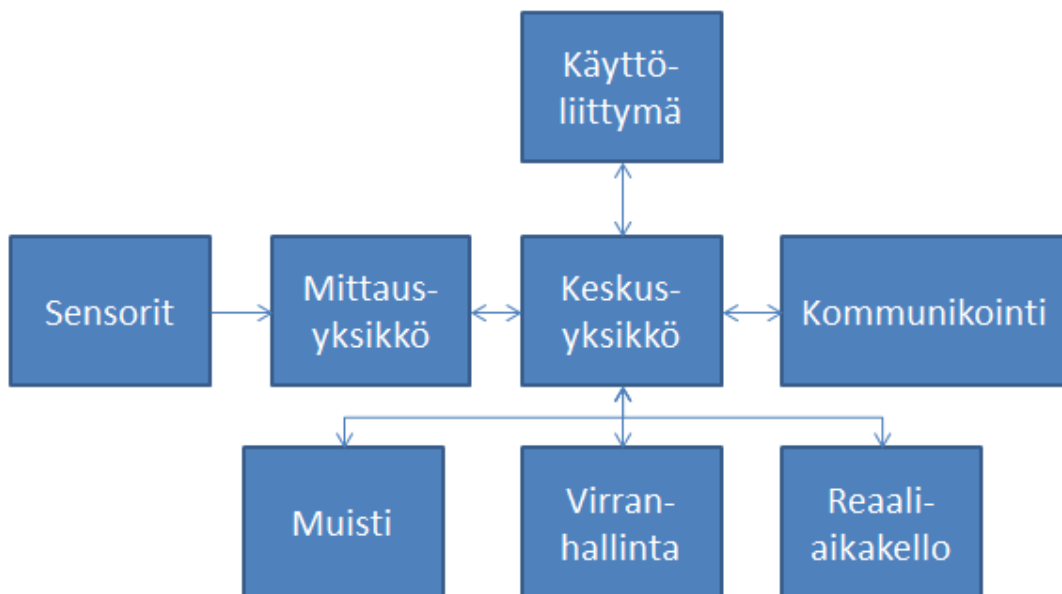 Käyttö-
liittymä
Sensorit
Mittaus-
yksikkö
Keskus-
yksikkö
Kommunikointi
Muisti
Virran-
hallinta
Reaali-
aikakello